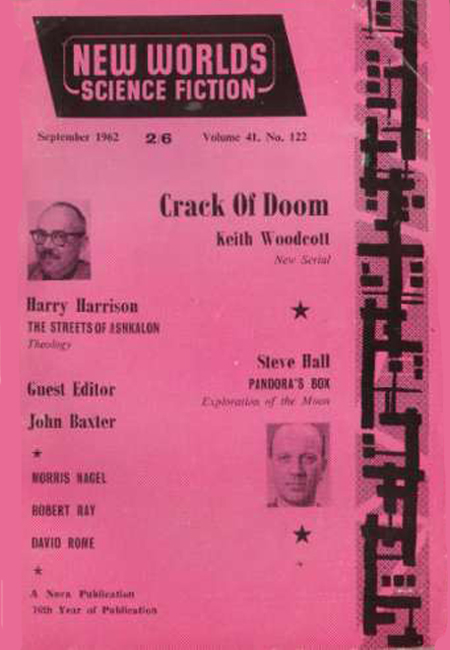 NEW WORLDS
SCIENCE FICTION
September 1962 2/6 Volume 41, No. 122
Crack Of Doom
Keith Woodcott
New Serial
Harry Harrison
THE STREETS OF ASHKALON
Theology
Steve Hall
PANDORA'S BOX
Exploration of the Moon
Guest Editor
John Baxter
NORRIS NAGEL
ROBERT RAY
DAVID ROME
A Nova Publication
16th Year of Publication